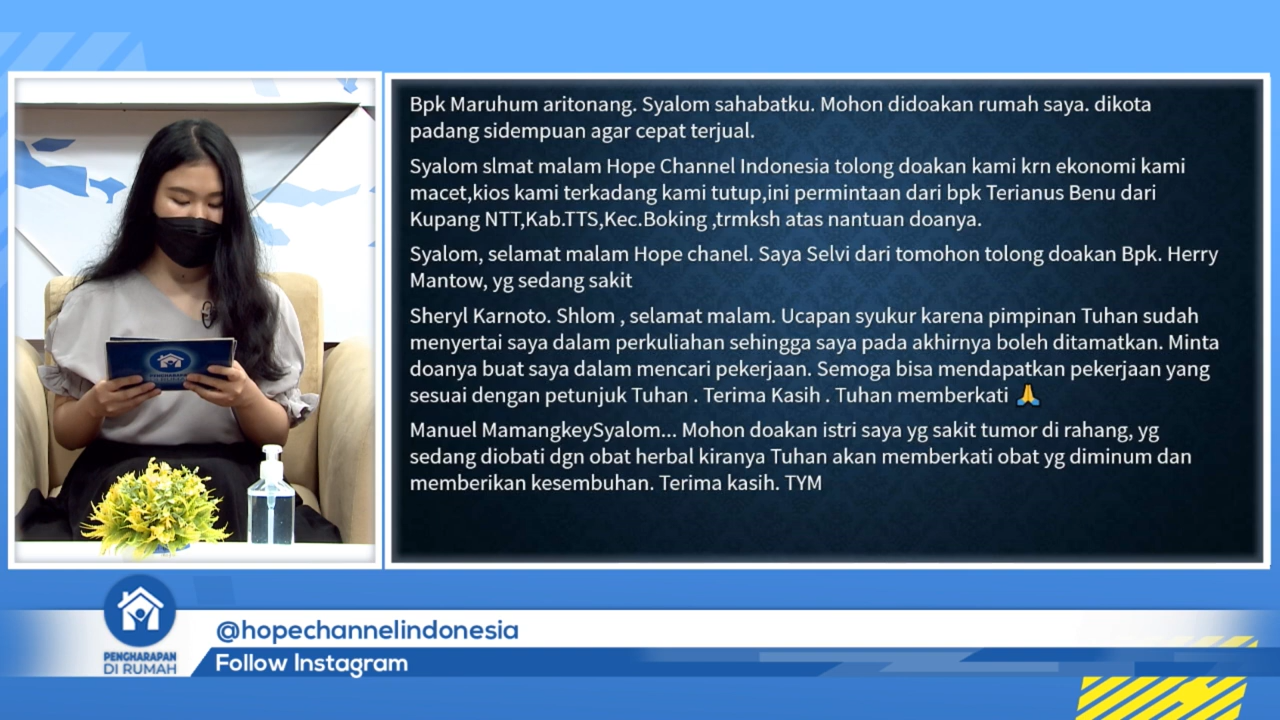 Bpk Maruhum aritonang. Syalom sahabatku. Mohon didoakan rumah saya. dikota
padang sidempuan agar cepat terjual.
Syalom slmat malam Hope Channel Indonesia tolong doakan kami krn ekonomi kami
macet,kios kami terkadang kami tutup,ini permintaan dari bpk Terianus Benu dari
Kupang NTT,Kab.TTS,Kec.Boking ,trmksh atas nantuan doanya.
Syalom, selamat malam Hope chanel. Saya Selvi dari tomohon tolong doakan Bpk. Herry
Mantow, yg sedang sakit
Sheryl Karnoto. Shlom , selamat malam. Ucapan syukur karena pimpinan Tuhan sudah
menyertai saya dalam perkuliahan sehingga saya pada akhirnya boleh ditamatkan. Minta
doanya buat saya dalam mencari pekerjaan. Semoga bisa mendapatkan pekerjaan yang
sesuai dengan petunjuk Tuhan . Terima Kasih . Tuhan memberkati 🙏
Manuel MamangkeySyalom... Mohon doakan istri saya yg sakit tumor di rahang, yg
sedang diobati dgn obat herbal kiranya Tuhan akan memberkati obat yg diminum dan
memberikan kesembuhan. Terima kasih. TYM
@hopechannelindonesia
PENGHARAPAN
DI RUMAH
Follow Instagram